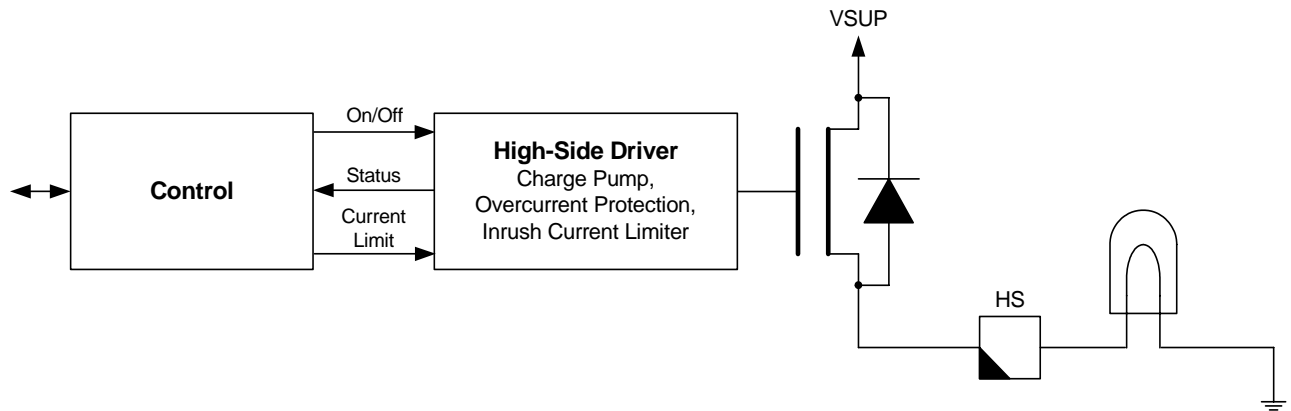 VSUP
On/Off
Control
Status
Current
Limit
High-Side Driver
Charge Pump,
Overcurrent Protection,
Inrush Current Limiter
HS